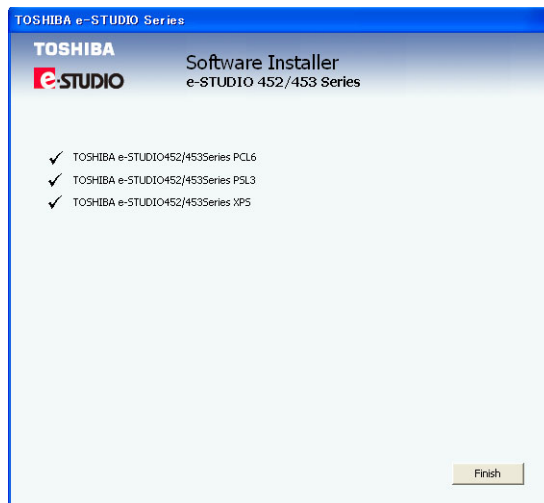 TOSHIBA e-STUDIO Series
TOSHIBA
e-STUDIO
Software Installer
e-STUDIO 452/453 Series
TOSHIBA e-STUDIO452/453Series PCL6
TOSHIBA e-STUDIO452/453Series PSL3
TOSHIBA e-STUDIO452/453Series XPS
Finish